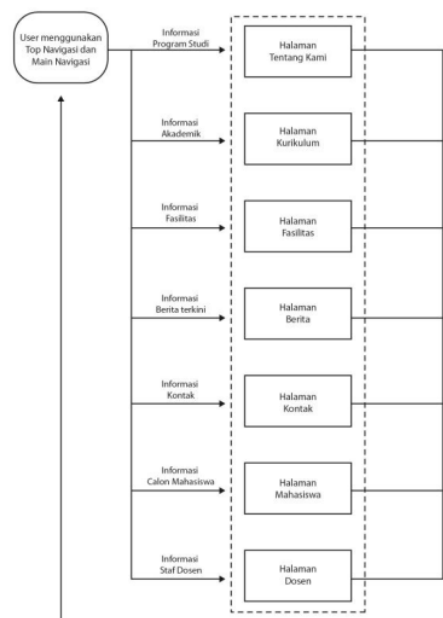 User menggunakan
Top Navigasi dan
Main Navigasi
Informasi
Program Studi
Halaman
Tentang Kami
Informasi
Akademik
Halaman
Kurikulum
Informasi
Fasilitas
Halaman
Fasilitas
Informasi
Berita terkini
Halaman
Berita
Informasi
Kontak
Halaman
Kontak
Informasi
Calon Mahasiswa
Halaman
Mahasiswa
Informasi
Staf Dosen
Halaman
Dosen